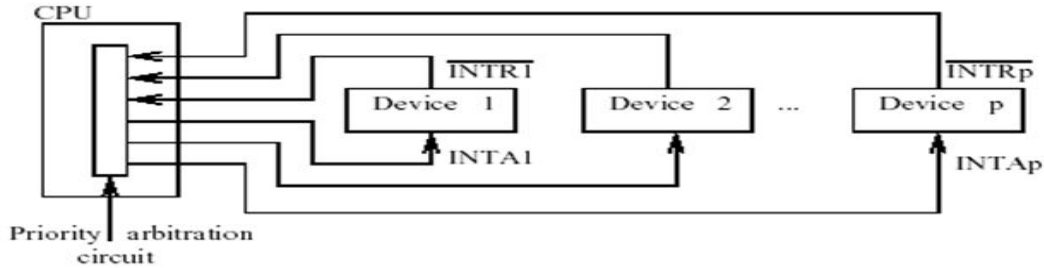 CPU
INTR1
INTRp
Device 1
Device 2
...
Device p
INTA1
INTAp
Priority arbitration
circuit